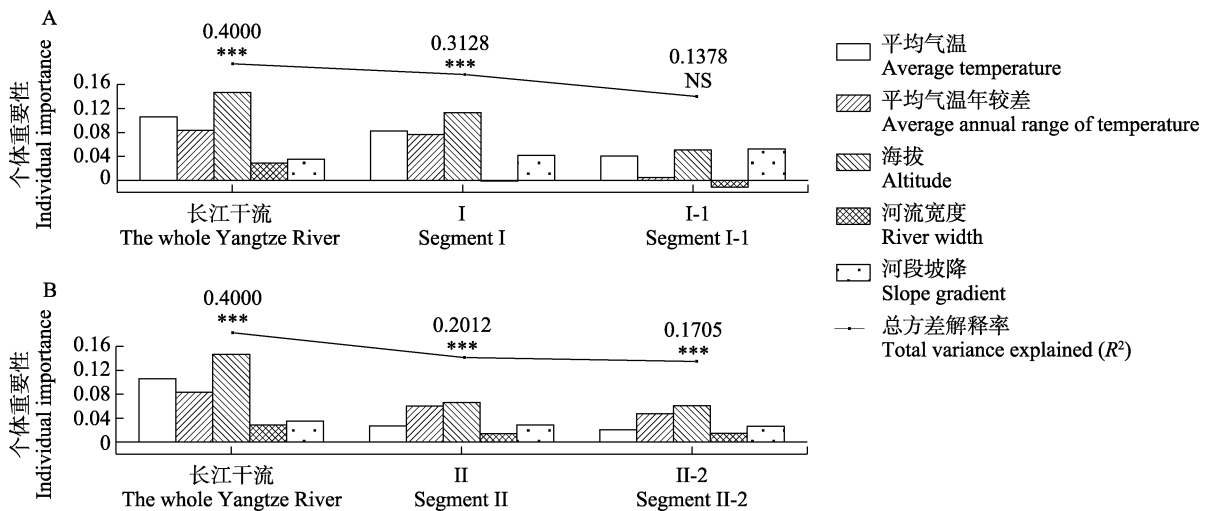 A
0.4000
***
0.3128
***
0.1378
NS
个体重要性
Individual importance
0.16
0.12
0.08
0.04
0
长江干流
The whole Yangtze River
I
Segment I
I-1
Segment I-1
B
0.4000
***
0.2012
***
0.1705
***
个体重要性
Individual importance
0.16
0.12
0.08
0.04
0
长江干流
The whole Yangtze River
II
Segment II
II-2
Segment II-2
平均气温
Average temperature
平均气温年较差
Average annual range of temperature
海拔
Altitude
河流宽度
River width
河段坡降
Slope gradient
总方差解释率
Total variance explained (R²)